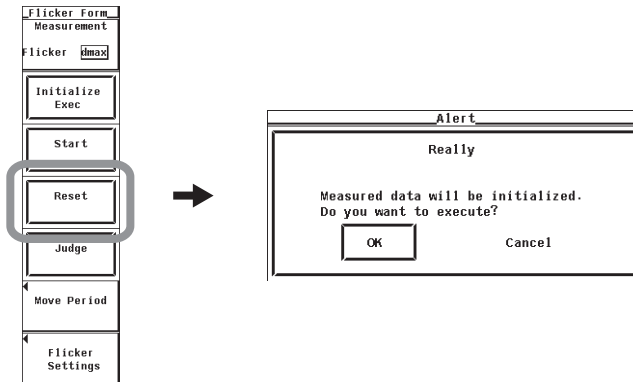 Flicker Form
Measurement
Flicker dmax
Initialize
Exec
Start
Reset
Judge
Move Period
Flicker
Settings
Alert
Really
Measured data will be initialized.
Do you want to execute?
OK Cancel